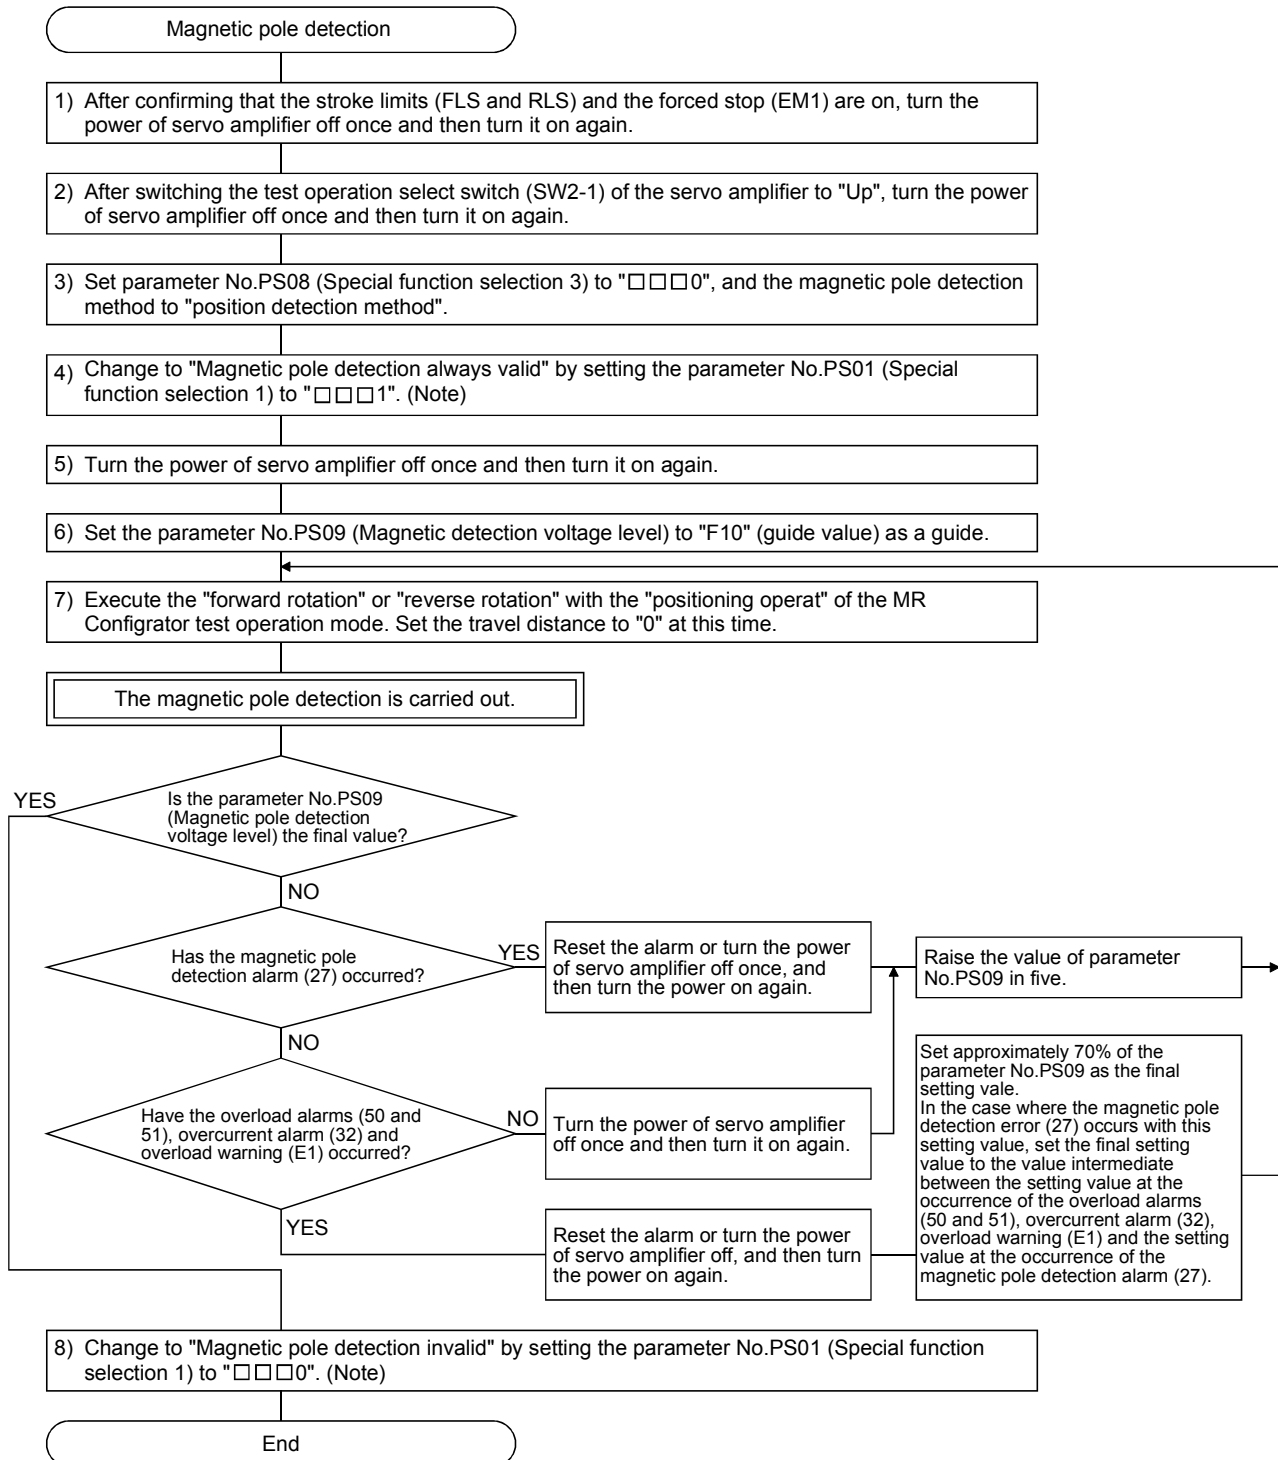 Magnetic pole detection
1) After confirming that the stroke limits (FLS and RLS) and the forced stop (EM1) are on, turn the
power of servo amplifier off once and then turn it on again.
2) After switching the test operation select switch (SW2-1) of the servo amplifier to "Up", turn the power
of servo amplifier off once and then turn it on again.
3) Set parameter No.PS08 (Special function selection 3) to "□□□0", and the magnetic pole detection
method to "position detection method".
4) Change to "Magnetic pole detection always valid" by setting the parameter No.PS01 (Special
function selection 1) to "□□□1". (Note)
5) Turn the power of servo amplifier off once and then turn it on again.
6) Set the parameter No.PS09 (Magnetic detection voltage level) to "F10" (guide value) as a guide.
7) Execute the "forward rotation" or "reverse rotation" with the "positioning operat" of the MR
Configrator test operation mode. Set the travel distance to "0" at this time.
The magnetic pole detection is carried out.
YES
Is the parameter No.PS09
(Magnetic pole detection
voltage level) the final value?
NO
Has the magnetic pole
detection alarm (27) occurred?
YES
Reset the alarm or turn the power
of servo amplifier off once, and
then turn the power on again.
Raise the value of parameter
No.PS09 in five.
NO
Have the overload alarms (50 and
51), overcurrent alarm (32) and
overload warning (E1) occurred?
NO
Turn the power of servo amplifier
off once and then turn it on again.
Set approximately 70% of the
parameter No.PS09 as the final
setting vale.
In the case where the magnetic pole
detection error (27) occurs with this
setting value, set the final setting
value to the value intermediate
between the setting value at the
occurrence of the overload alarms
(50 and 51), overcurrent alarm (32),
overload warning (E1) and the setting
value at the occurrence of the
magnetic pole detection alarm (27).
YES
Reset the alarm or turn the power
of servo amplifier off, and then turn
the power on again.
8) Change to "Magnetic pole detection invalid" by setting the parameter No.PS01 (Special function
selection 1) to "□□□0". (Note)
End